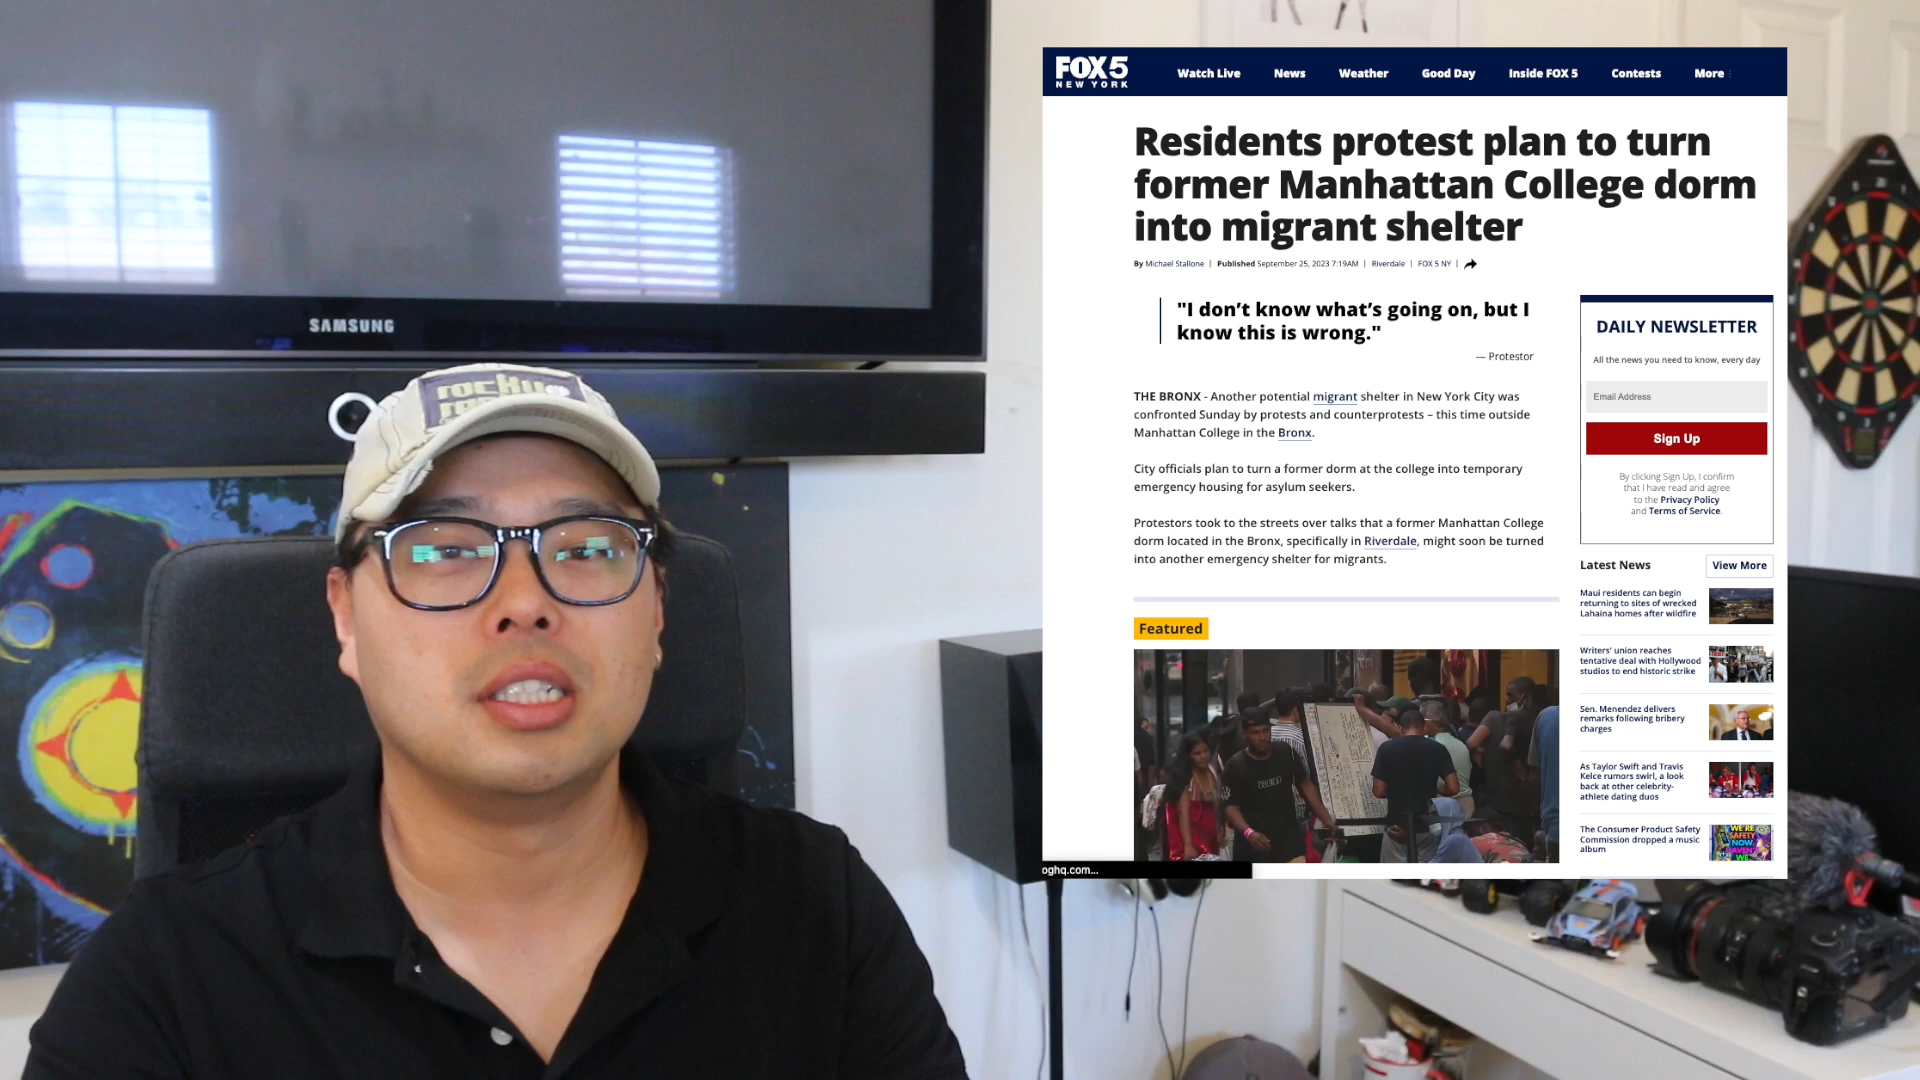 SAMSUNG
rocky
FOX 5
NEW YORK
Watch Live News Weather Good Day Inside FOX 5 Contests More
Residents protest plan to turn
former Manhattan College dorm
into migrant shelter
By Michael Stallone | Published September 25, 2023 7:19AM | Riverdale | FOX 5 NY |
"I don’t know what’s going on, but I
know this is wrong."
— Protestor
THE BRONX - Another potential migrant shelter in New York City was
confronted Sunday by protests and counterprotests – this time outside
Manhattan College in the Bronx.
City officials plan to turn a former dorm at the college into temporary
emergency housing for asylum seekers.
Protestors took to the streets over talks that a former Manhattan College
dorm located in the Bronx, specifically in Riverdale, might soon be turned
into another emergency shelter for migrants.
Featured
DAILY NEWSLETTER
All the news you need to know, every day
Email Address
Sign Up
By clicking Sign Up, I confirm
that I have read and agree
to the Privacy Policy
and Terms of Service.
Latest News
View More
Maui residents can begin
returning to sites of wrecked
Lahaina homes after wildfire
Writers’ union reaches
tentative deal with Hollywood
studios to end historic strike
Sen. Menendez delivers
remarks following bribery
charges
As Taylor Swift and Travis
Kelce rumors swirl, a look
back at other celebrity-
athlete dating duos
The Consumer Product Safety
Commission dropped a music
album
WE'RE
SAFETY
NOW
HAVEN'T
WE
oghq.com...